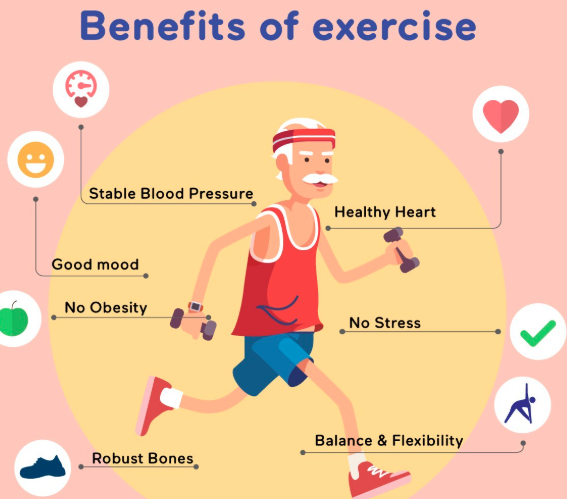 Benefits of exercise
Stable Blood Pressure
Healthy Heart
Good mood
No Obesity
No Stress
Balance & Flexibility
Robust Bones